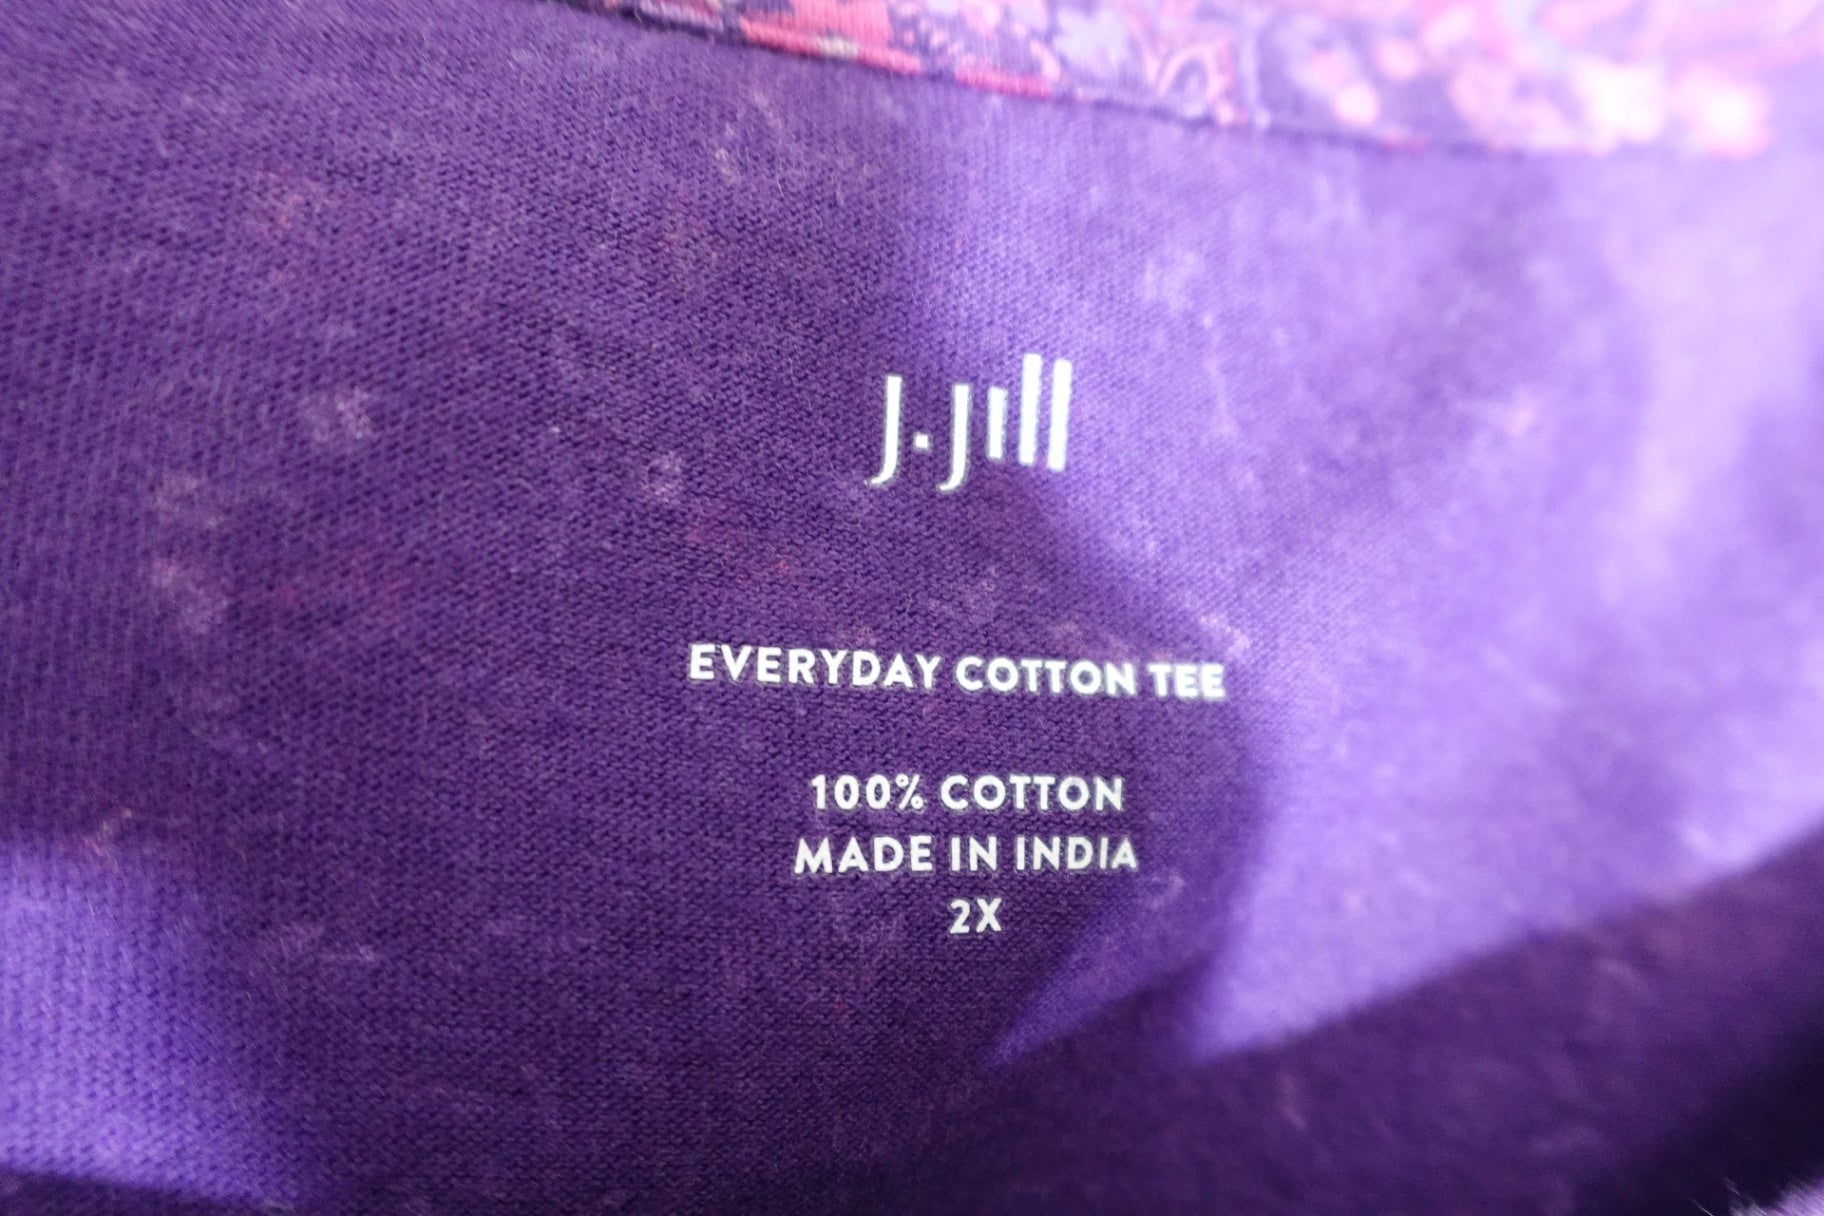 J.Jill
EVERYDAY COTTON TEE
100% COTTON
MADE IN INDIA
2X